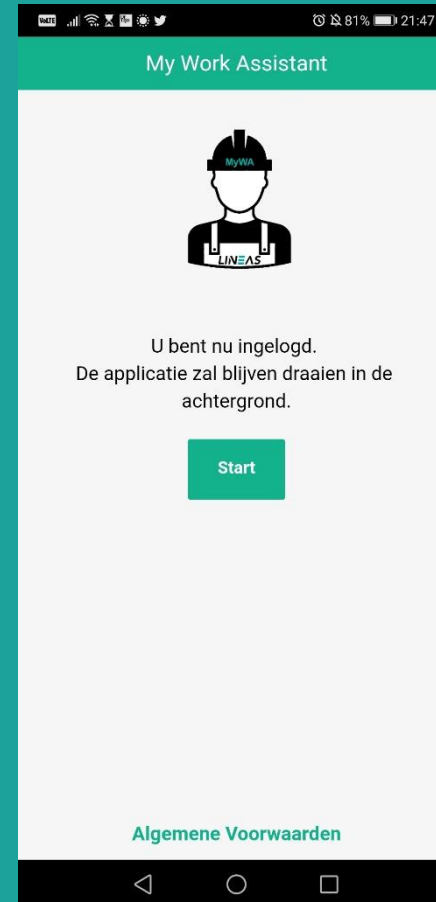 VoLTE 81% 21:47
My Work Assistant
MyWA
LINEAS
U bent nu ingelogd.
De applicatie zal blijven draaien in de
achtergrond.
Start
Algemene Voorwaarden